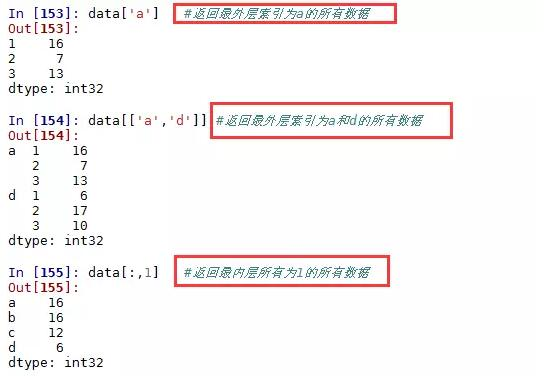 In [153]: data['a'] #返回最外层索引为a的所有数据
Out[153]:
1 16
2 7
3 13
dtype: int32
In [154]: data[['a','d']] #返回最外层索引为a和d的所有数据
Out[154]:
a 1 16
2 7
3 13
d 1 6
2 17
3 10
dtype: int32
In [155]: data[:,1] #返回最内层所有为1的所有数据
Out[155]:
a 16
b 16
c 12
d 6
dtype: int32